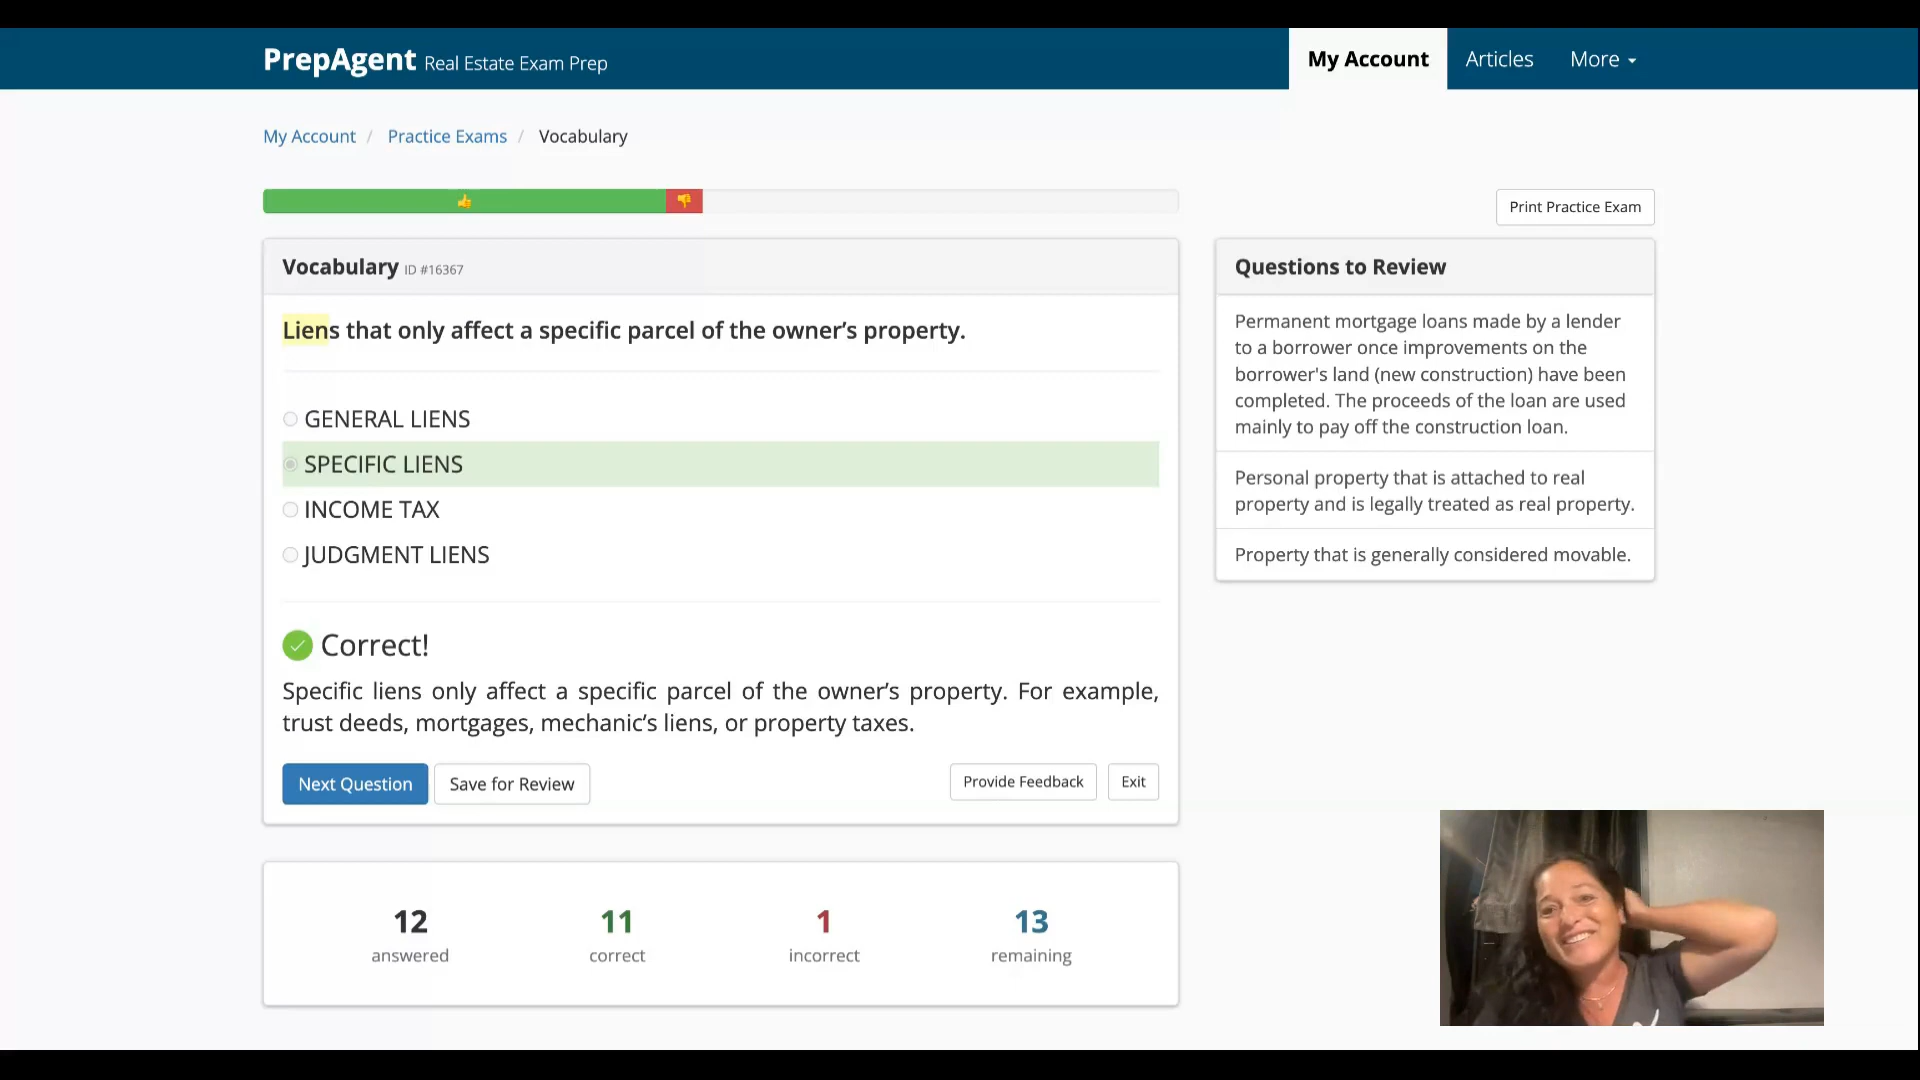 PrepAgent Real Estate Exam Prep
My Account
Articles
More
My Account / Practice Exams / Vocabulary
Print Practice Exam
Vocabulary ID #16367
Liens that only affect a specific parcel of the owner’s property.
GENERAL LIENS
SPECIFIC LIENS
INCOME TAX
JUDGMENT LIENS
Correct!
Specific liens only affect a specific parcel of the owner’s property. For example,
trust deeds, mortgages, mechanic’s liens, or property taxes.
Next Question
Save for Review
Provide Feedback
Exit
12
answered
11
correct
1
incorrect
13
remaining
Questions to Review
Permanent mortgage loans made by a lender
to a borrower once improvements on the
borrower's land (new construction) have been
completed. The proceeds of the loan are used
mainly to pay off the construction loan.
Personal property that is attached to real
property and is legally treated as real property.
Property that is generally considered movable.